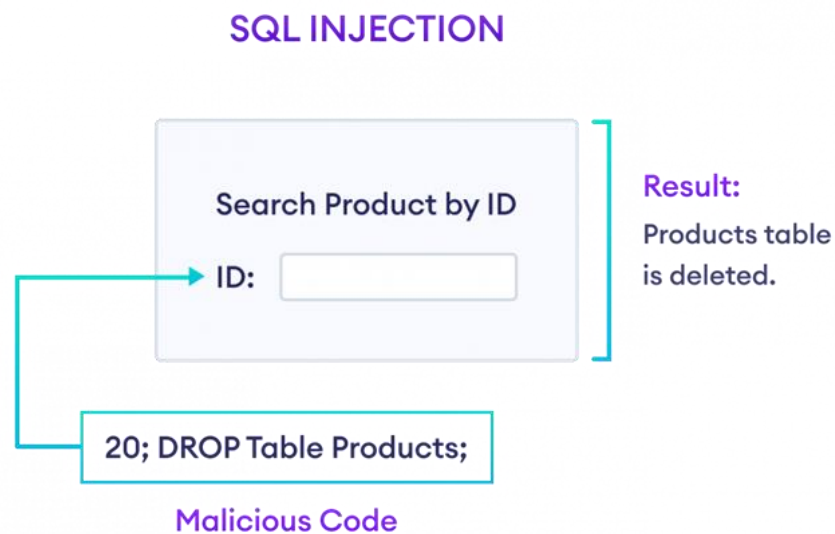 SQL INJECTION
Search Product by ID
ID:
Result:
Products table
is deleted.
20; DROP Table Products;
Malicious Code